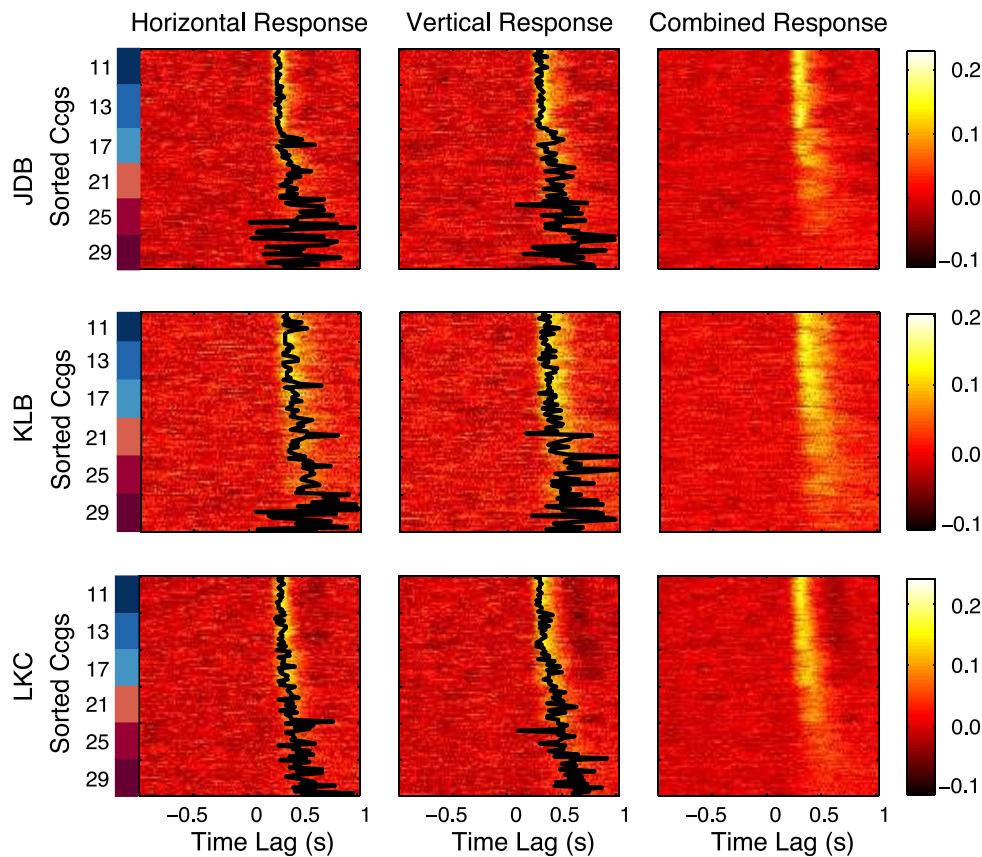 Horizontal Response
Vertical Response
Combined Response
JDB
Sorted Ccgs
11
13
17
21
25
29
0.2
0.1
0.0
−0.1
KLB
Sorted Ccgs
11
13
17
21
25
29
0.2
0.1
0.0
−0.1
LKC
Sorted Ccgs
11
13
17
21
25
29
0.2
0.1
0.0
−0.1
−0.5 0 0.5 1
−0.5 0 0.5 1
−0.5 0 0.5 1
Time Lag (s)
Time Lag (s)
Time Lag (s)